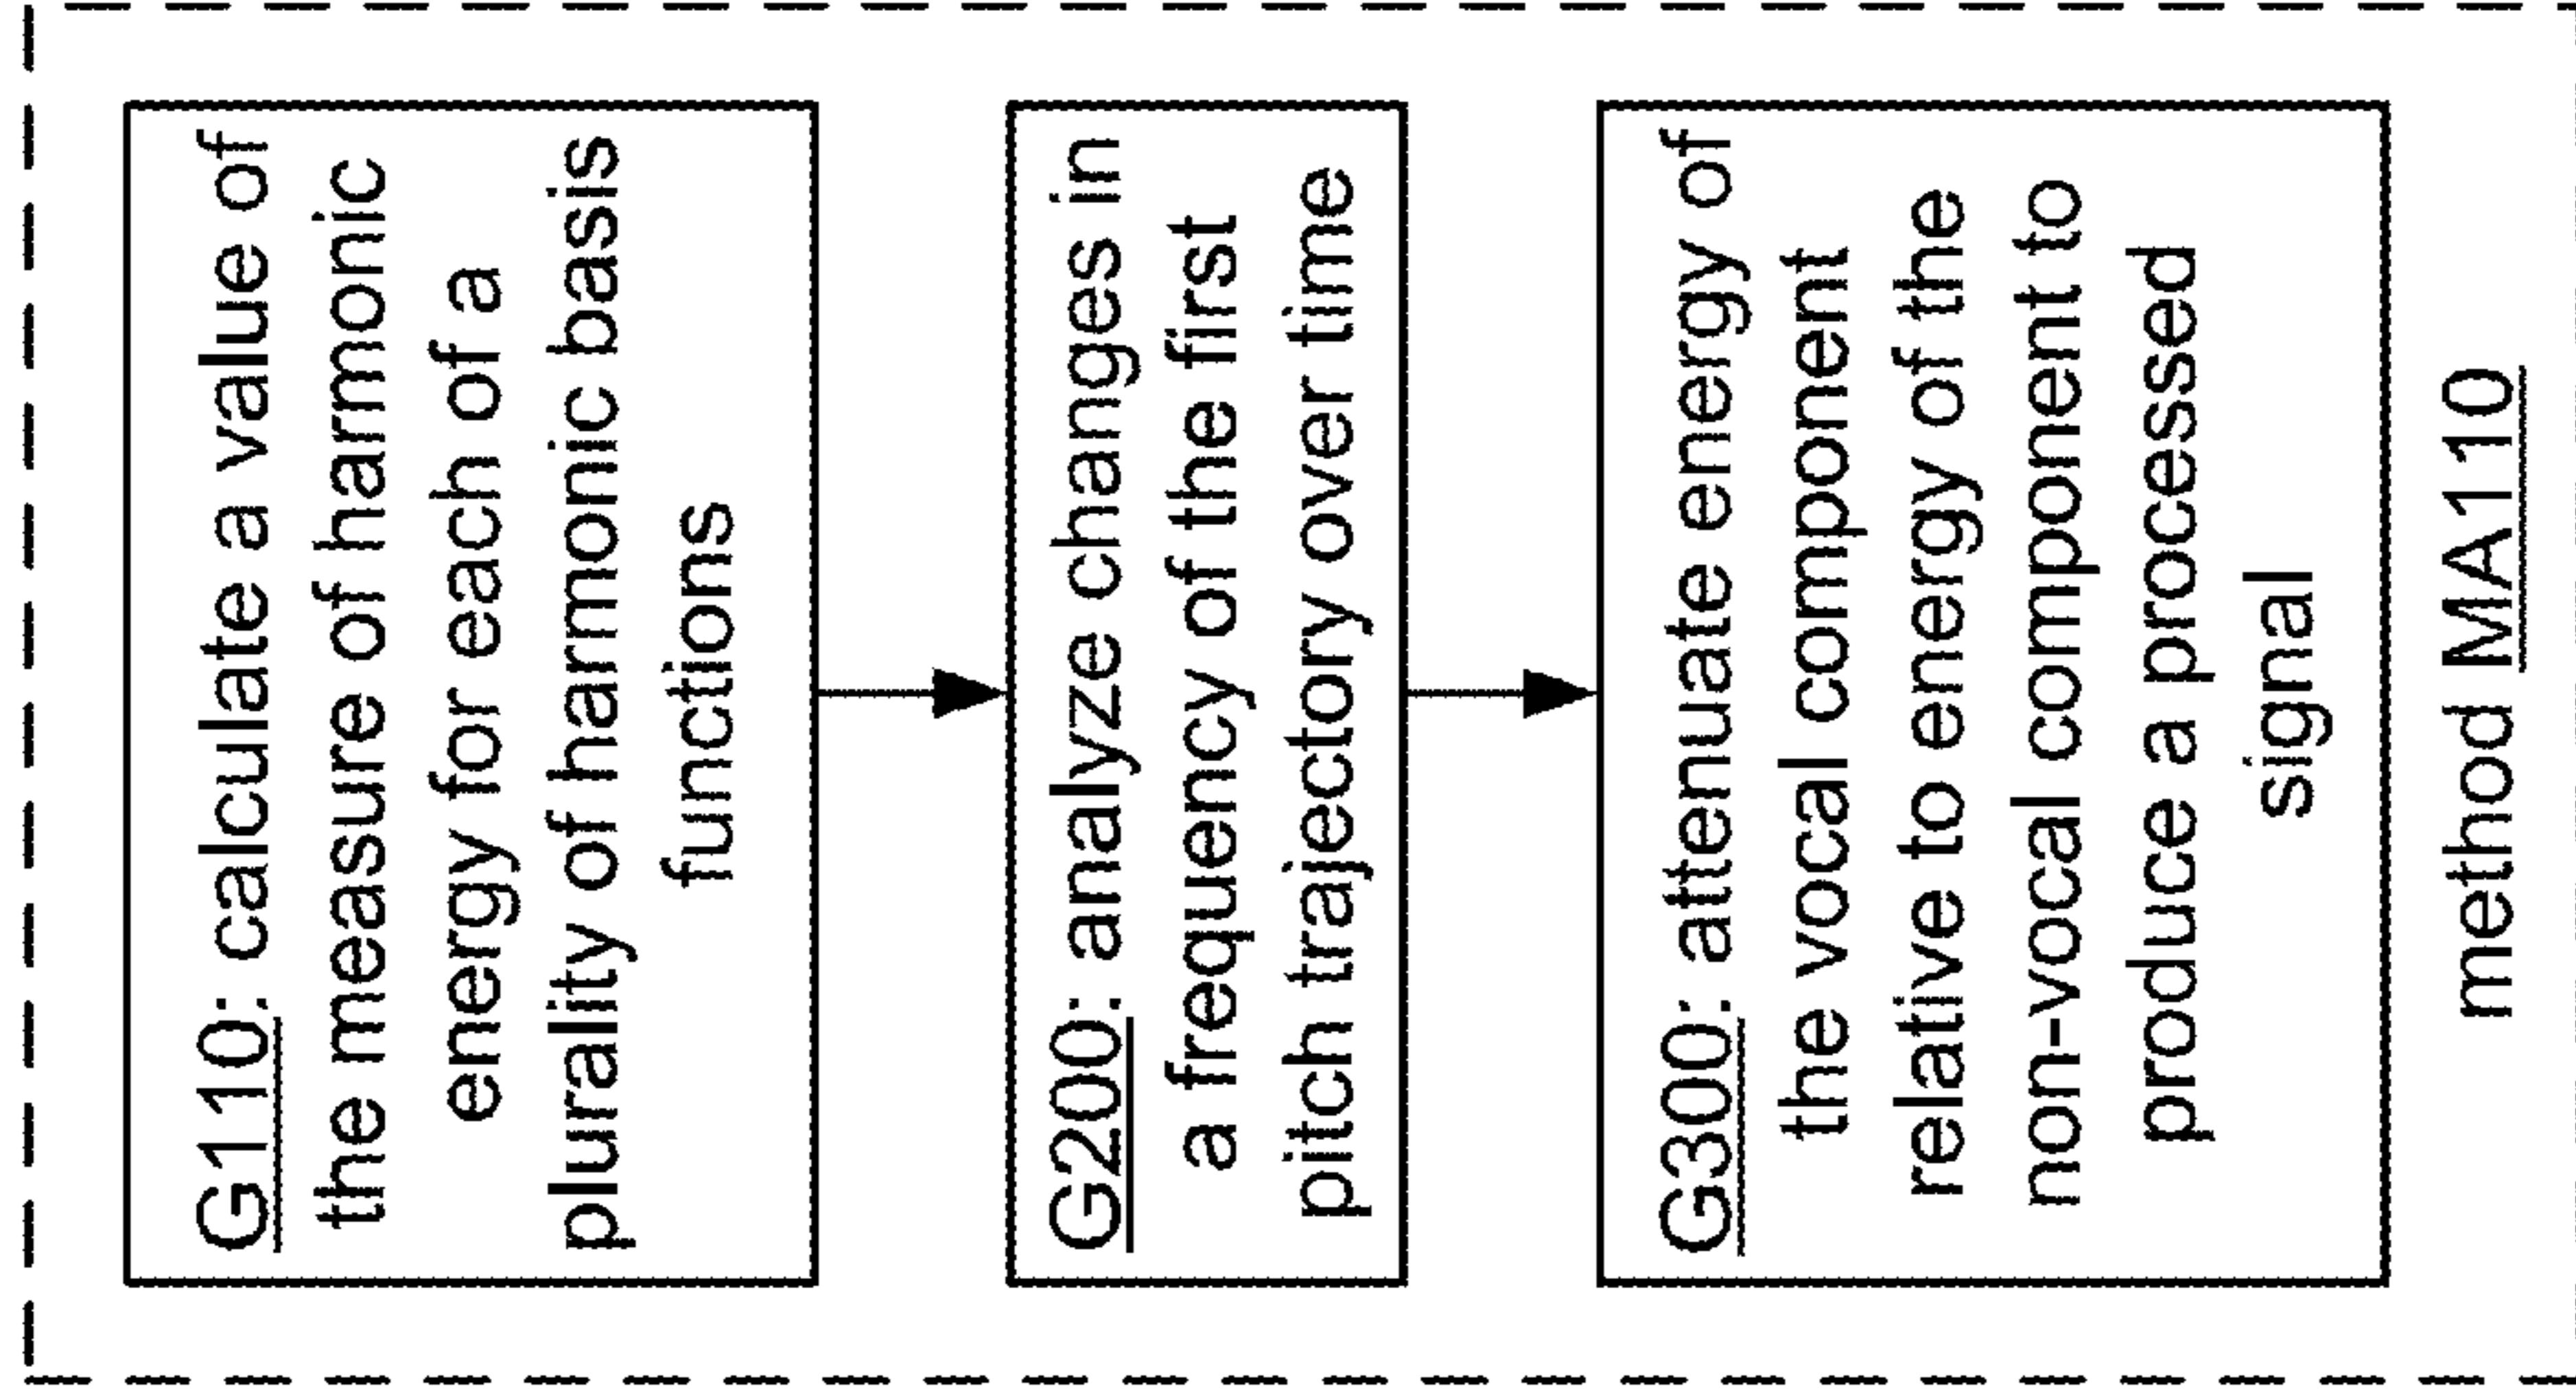 G110: calculate a value of
the measure of harmonic
energy for each of a
plurality of harmonic basis
functions
G200: analyze changes in
a frequency of the first
pitch trajectory over time
G300: attenuate energy of
the vocal component
relative to energy of the
non-vocal component to
produce a processed
signal
method MA110